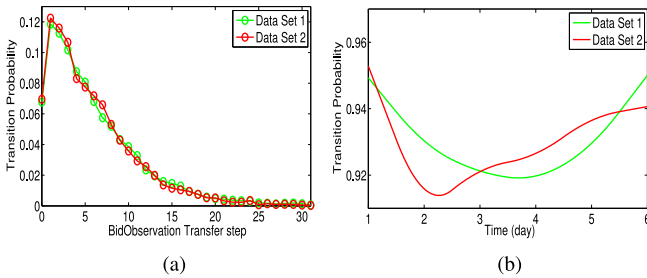 0.12
0.1
0.08
0.06
0.04
0.02
0
Transition Probability
Data Set 1
Data Set 2
0 5 10 15 20 25 30
BidObservation Transfer step
(a)
0.96
0.94
0.92
Transition Probability
Data Set 1
Data Set 2
1 2 3 4 5 6
Time (day)
(b)